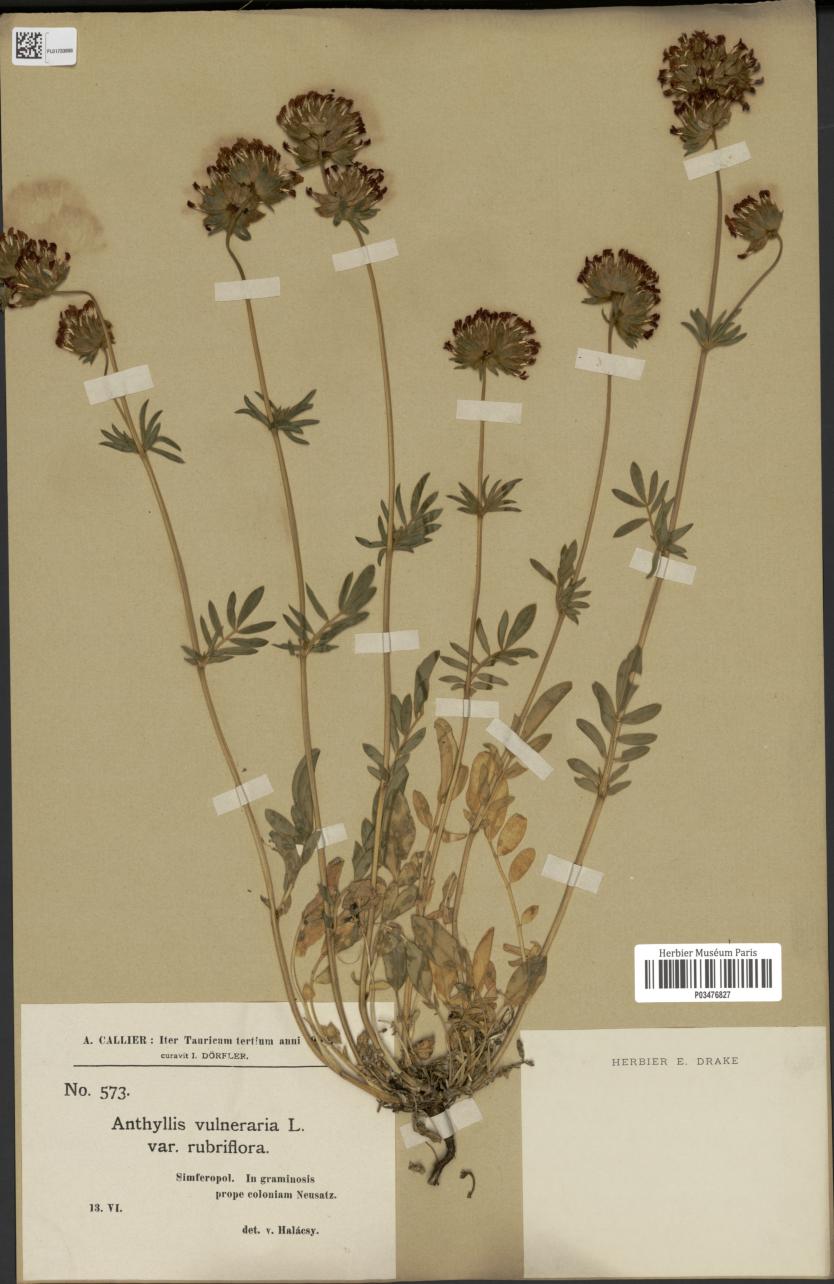 Herbier Muséum Paris
P03476827
A. CALLIER: Iter Tauricum tertium anni
curavit I. DÖRFLER.
No. 573.
Anthyllis vulneraria L.
var. rubriflora.
Simferopol. In graminosis
prope coloniam Neusatz.
13. VI.
det. v. Halácsy.
HERBIER E. DRAKE